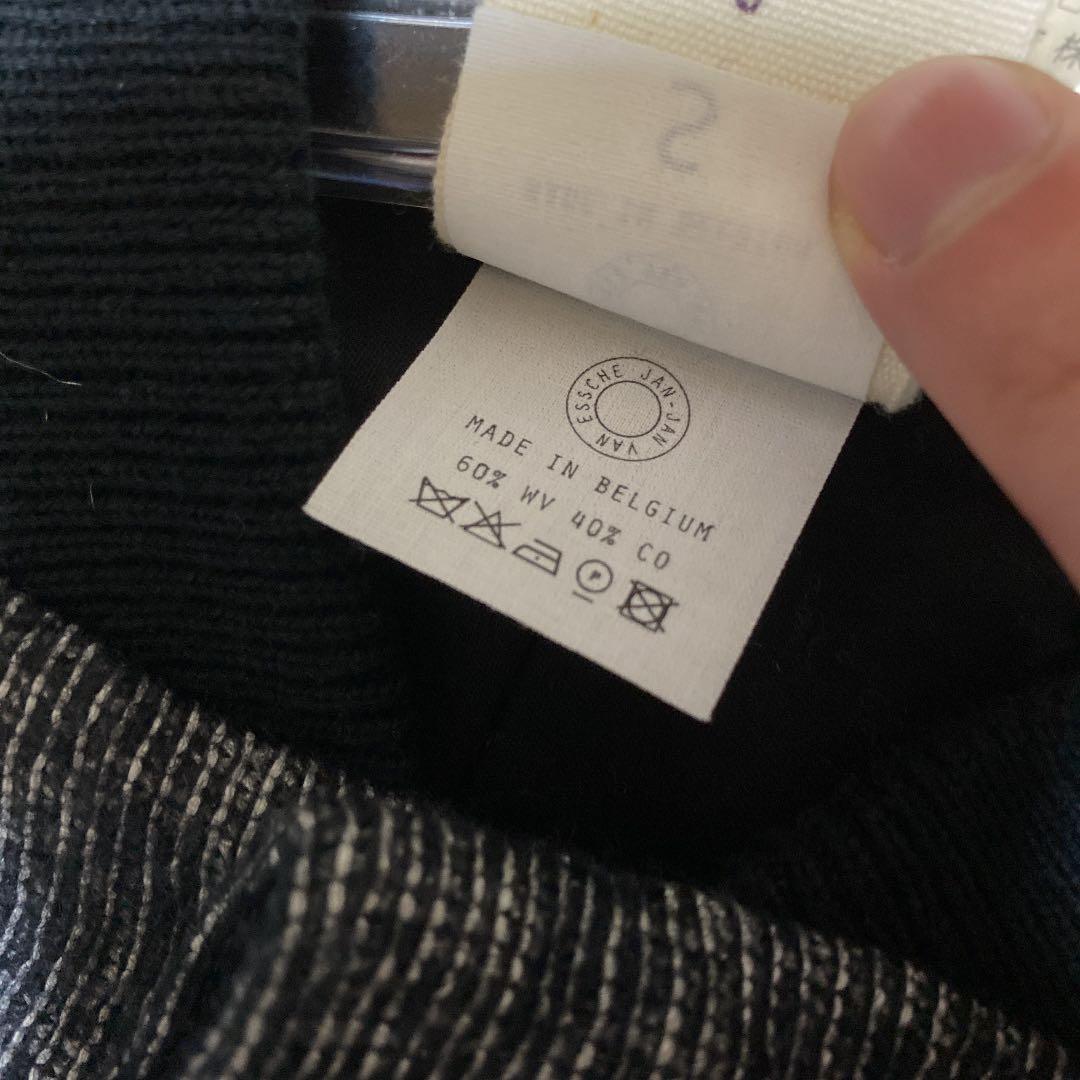 S
JAN-JAN VAN ESSCHE
MADE IN BELGIUM
60% WV 40% CO
P